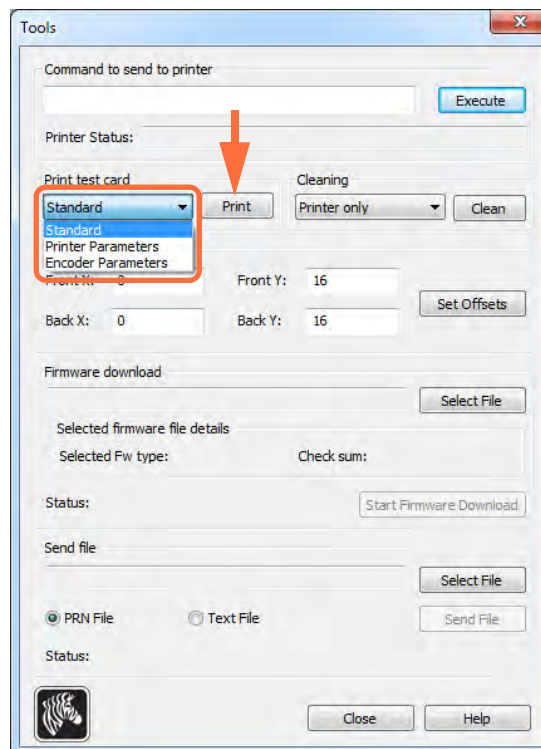 Tools
Command to send to printer
Execute
Printer Status:
Print test card
Cleaning
Standard
Print
Printer only
Clean
Standard
Printer Parameters
Encoder Parameters
Front Y: 16
Set Offsets
Back X: 0
Back Y: 16
Firmware download
Select File
Selected firmware file details
Selected Fw type:
Check sum:
Status:
Start Firmware Download
Send file
Select File
PRN File
Text File
Send File
Status:
Close
Help